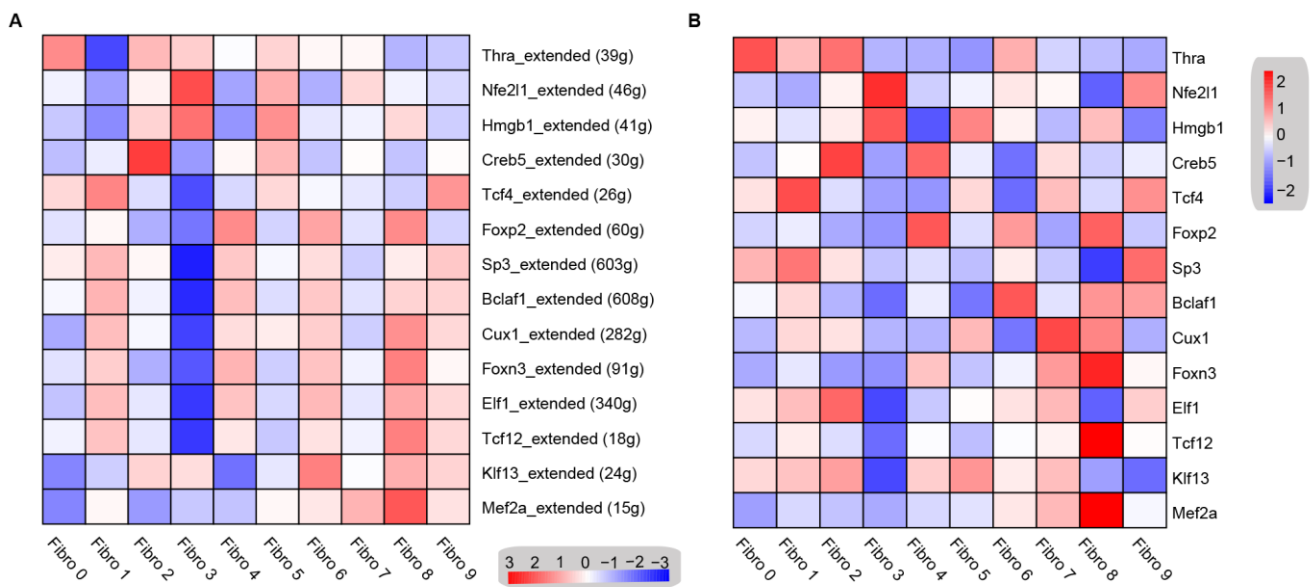 A
Thra_extended (39g)
Nfe2l1_extended (46g)
Hmgb1_extended (41g)
Creb5_extended (30g)
Tcf4_extended (26g)
Foxp2_extended (60g)
Sp3_extended (603g)
Bclaf1_extended (608g)
Cux1_extended (282g)
Foxn3_extended (91g)
Elf1_extended (340g)
Tcf12_extended (18g)
Klf13_extended (24g)
Mef2a_extended (15g)
Fibro 0 Fibro 1 Fibro 2 Fibro 3 Fibro 4 Fibro 5 Fibro 6 Fibro 7 Fibro 8 Fibro 9
3 2 1 0 −1 −2 −3
B
Thra
Nfe2l1
Hmgb1
Creb5
Tcf4
Foxp2
Sp3
Bclaf1
Cux1
Foxn3
Elf1
Tcf12
Klf13
Mef2a
Fibro 0 Fibro 1 Fibro 2 Fibro 3 Fibro 4 Fibro 5 Fibro 6 Fibro 7 Fibro 8 Fibro 9
2
1
0
−1
−2